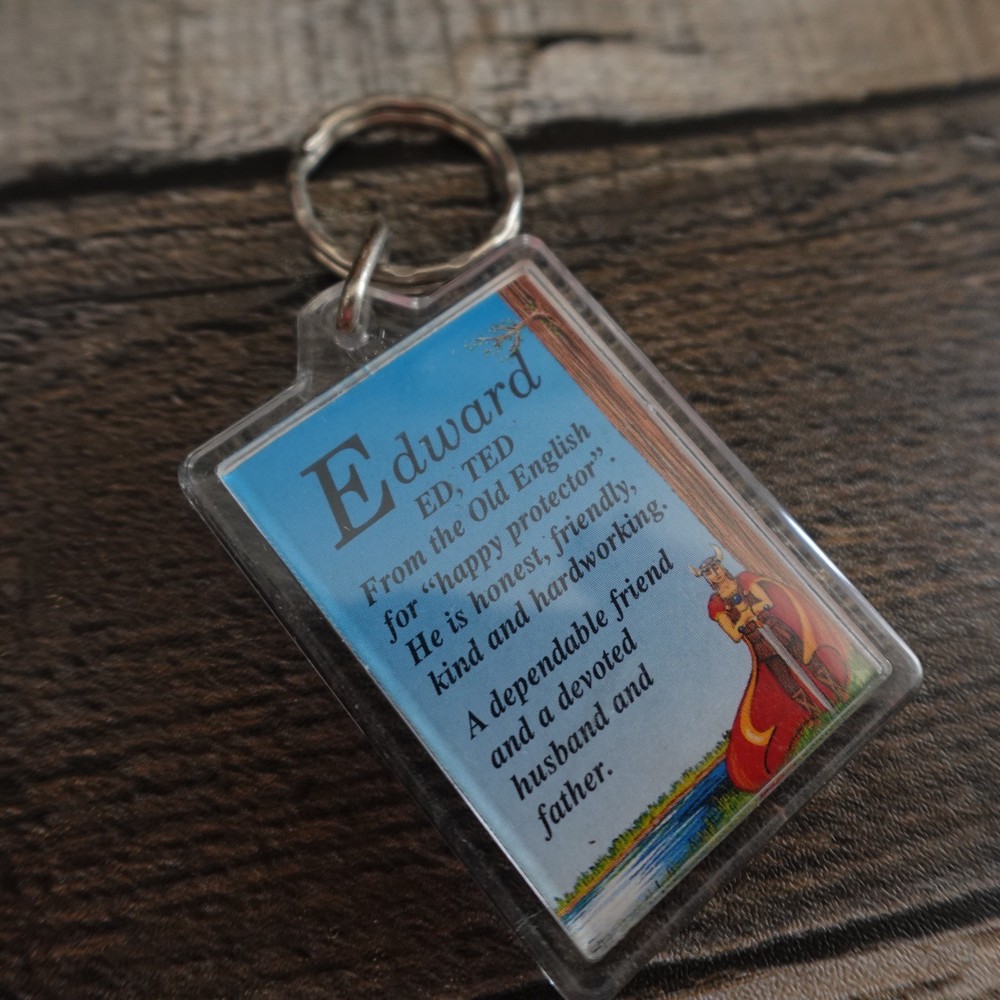 Edward
ED, TED
From the Old English
for “happy protector”.
He is honest, friendly,
kind and hardworking.
A dependable friend
and a devoted
husband and
father.